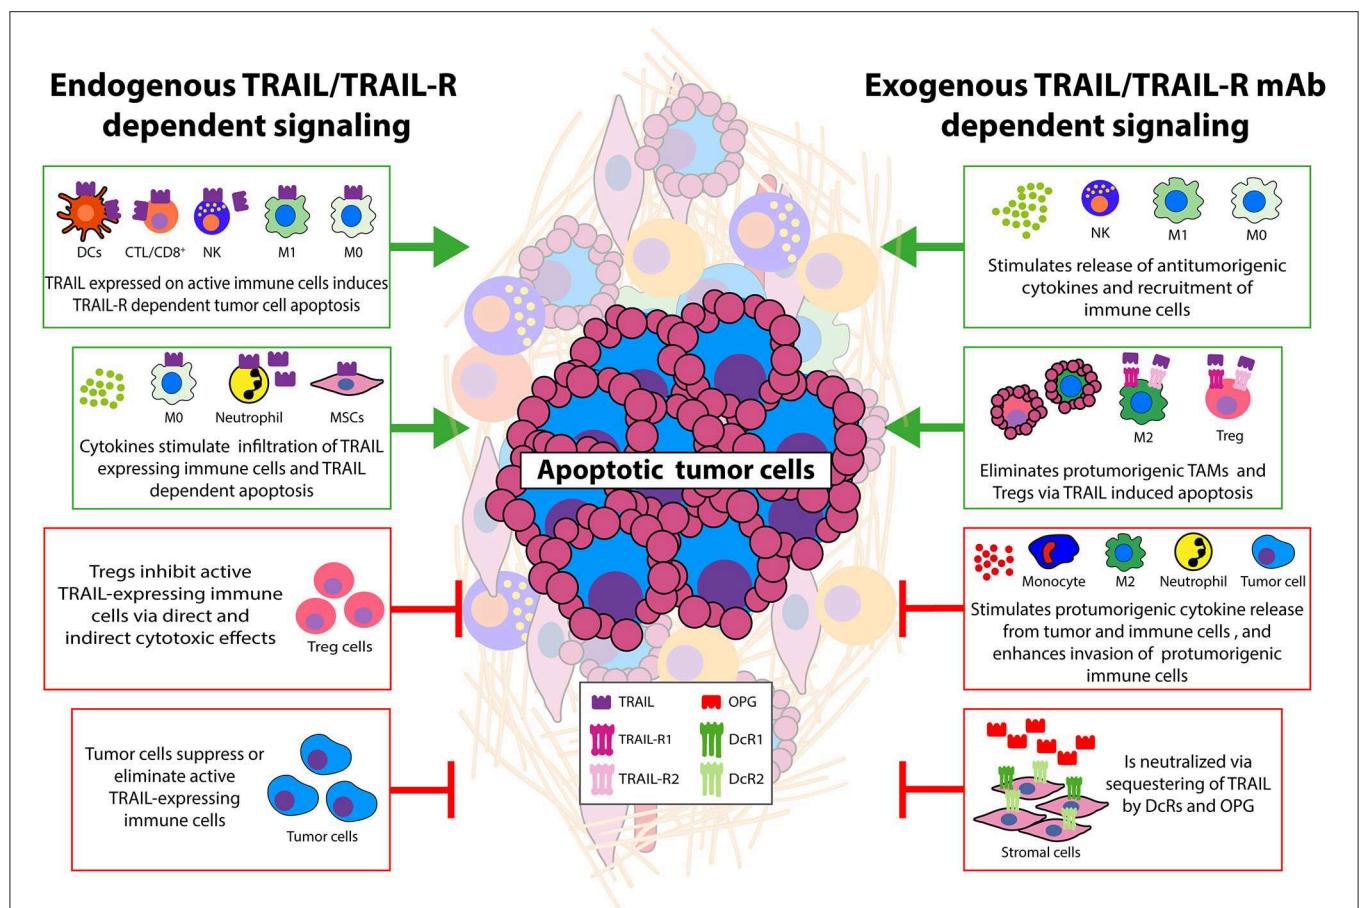 Endogenous TRAIL/TRAIL-R
dependent signaling
DCs
CTL/CD8⁺
NK
M1
M0
TRAIL expressed on active immune cells induces
TRAIL-R dependent tumor cell apoptosis
M0
Neutrophil
MSCs
Cytokines stimulate infiltration of TRAIL
expressing immune cells and TRAIL
dependent apoptosis
Tregs inhibit active
TRAIL-expressing immune
cells via direct and
indirect cytotoxic effects
Treg cells
Tumor cells suppress or
eliminate active
TRAIL-expressing
immune cells
Tumor cells
Apoptotic tumor cells
TRAIL
TRAIL-R1
TRAIL-R2
OPG
DcR1
DcR2
Exogenous TRAIL/TRAIL-R mAb
dependent signaling
NK
M1
M0
Stimulates release of antitumorigenic
cytokines and recruitment of
immune cells
M2
Treg
Eliminates protumorigenic TAMs and
Tregs via TRAIL induced apoptosis
Monocyte
M2
Neutrophil
Tumor cell
Stimulates protumorigenic cytokine release
from tumor and immune cells , and
enhances invasion of protumorigenic
immune cells
Is neutralized via
sequestering of TRAIL
by DcRs and OPG
Stromal cells